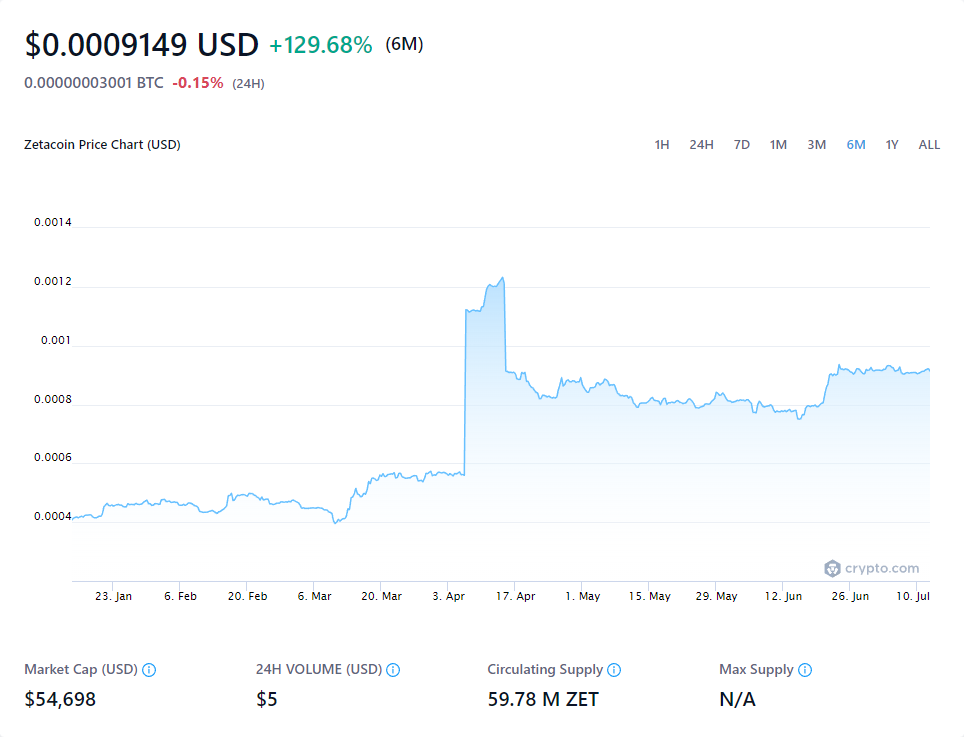 $0.0009149 USD +129.68% (6M)
0.00000003001 BTC -0.15% (24H)
Zetacoin Price Chart (USD) 1H 24H 7D 1M 3M 6M 1Y ALL
0.0014
0.0012
0.001
0.0008
0.0006
0.0004
crypto.com
23. Jan 6. Feb 20. Feb 6. Mar 20. Mar 3. Apr 17. Apr 1. May 15. May 29. May 12. Jun 26. Jun 10. Jul
Market Cap (USD) 24H VOLUME (USD) Circulating Supply Max Supply
$54,698 $5 59.78 M ZET N/A